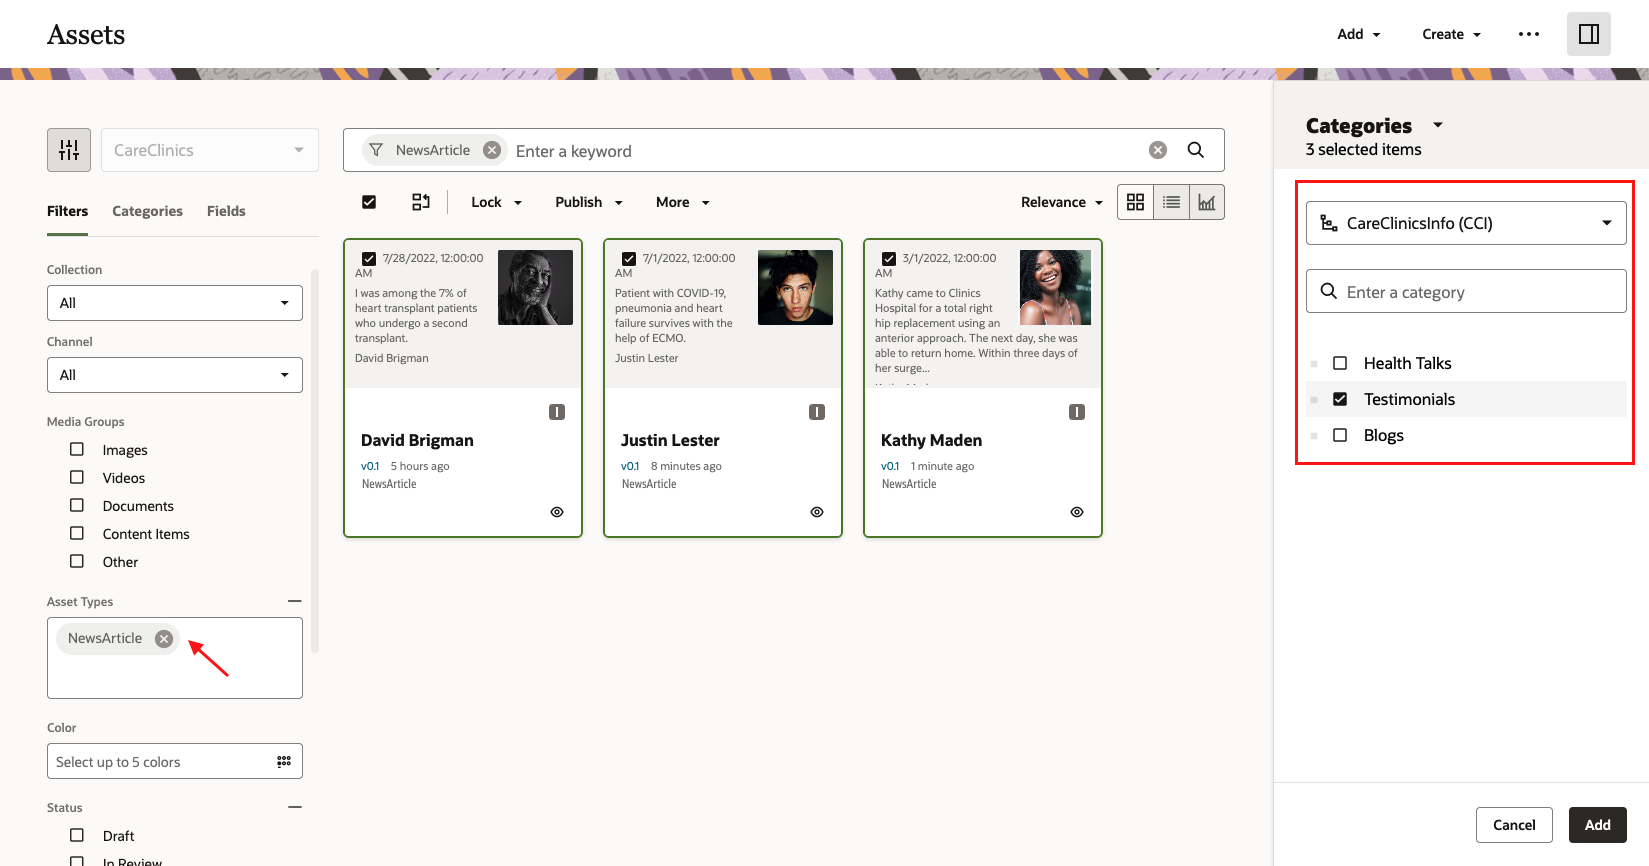 Assets
Add
Create
CareClinics
NewsArticle
Enter a keyword
Categories
3 selected items
Filters
Categories
Fields
Lock
Publish
More
Relevance
Collection
All
Channel
All
Media Groups
Images
Videos
Documents
Content Items
Other
Asset Types
NewsArticle
Color
Select up to 5 colors
Status
Draft
In Review
7/28/2022, 12:00:00
AM
I was among the 7% of
heart transplant patients
who undergo a second
transplant.
David Brigman
David Brigman
v0.1 5 hours ago
NewsArticle
7/1/2022, 12:00:00
AM
Patient with COVID-19,
pneumonia and heart
failure survives with the
help of ECMO.
Justin Lester
Justin Lester
v0.1 8 minutes ago
NewsArticle
3/1/2022, 12:00:00
AM
Kathy came to Clinics
Hospital for a total right
hip replacement using an
anterior approach. The next day, she was
able to return home. Within three days of
her surge...
Kathy Maden
v0.1 1 minute ago
NewsArticle
CareClinicsInfo (CCI)
Enter a category
Health Talks
Testimonials
Blogs
Cancel
Add